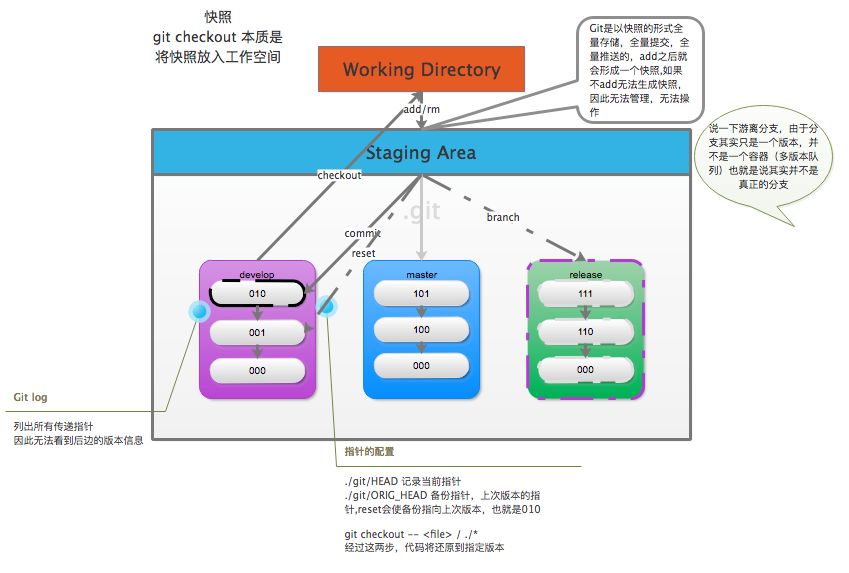 快照
git checkout 本质是
将快照放入工作空间
Working Directory
Git是以快照的形式全
量存储，全量提交，全
量推送的，add之后就
会形成一个快照,如果
不add无法生成快照，
因此无法管理，无法操
作
add/rm
说一下游离分支，由于分
支其实只是一个版本，并
不是一个容器（多版本队
列）也就是说其实并不是
真正的分支
Staging Area
checkout
.git
branch
commit
reset
develop
010
001
000
master
101
100
000
release
111
110
000
Git log
列出所有传递指针
因此无法看到后边的版本信息
指针的配置
./git/HEAD 记录当前指针
./git/ORIG_HEAD 备份指针，上次版本的指
针,reset会使备份指向上次版本，也就是010
git checkout -- <file> / ./*
经过这两步，代码将还原到指定版本